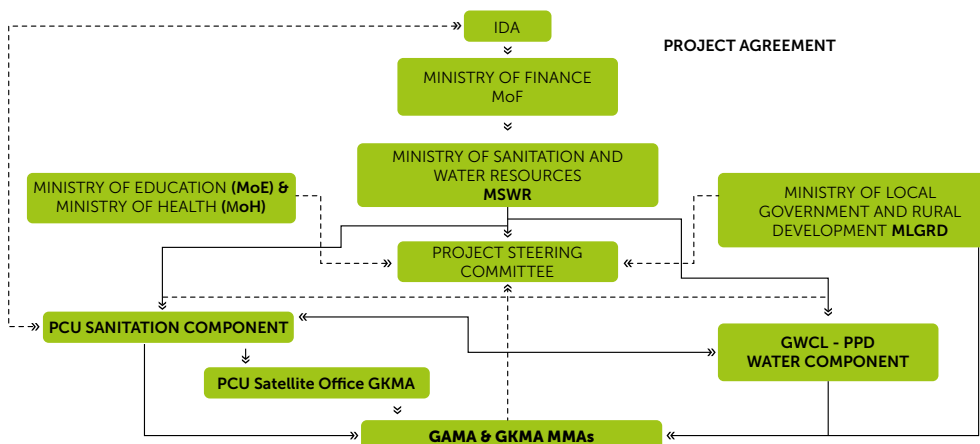 IDA
PROJECT AGREEMENT
MINISTRY OF FINANCE
MoF
MINISTRY OF SANITATION AND
WATER RESOURCES
MSWR
MINISTRY OF EDUCATION (MoE) &
MINISTRY OF HEALTH (MoH)
MINISTRY OF LOCAL
GOVERNMENT AND RURAL
DEVELOPMENT MLGRD
PROJECT STEERING
COMMITTEE
PCU SANITATION COMPONENT
GWCL - PPD
WATER COMPONENT
PCU Satellite Office GKMA
GAMA & GKMA MMAs